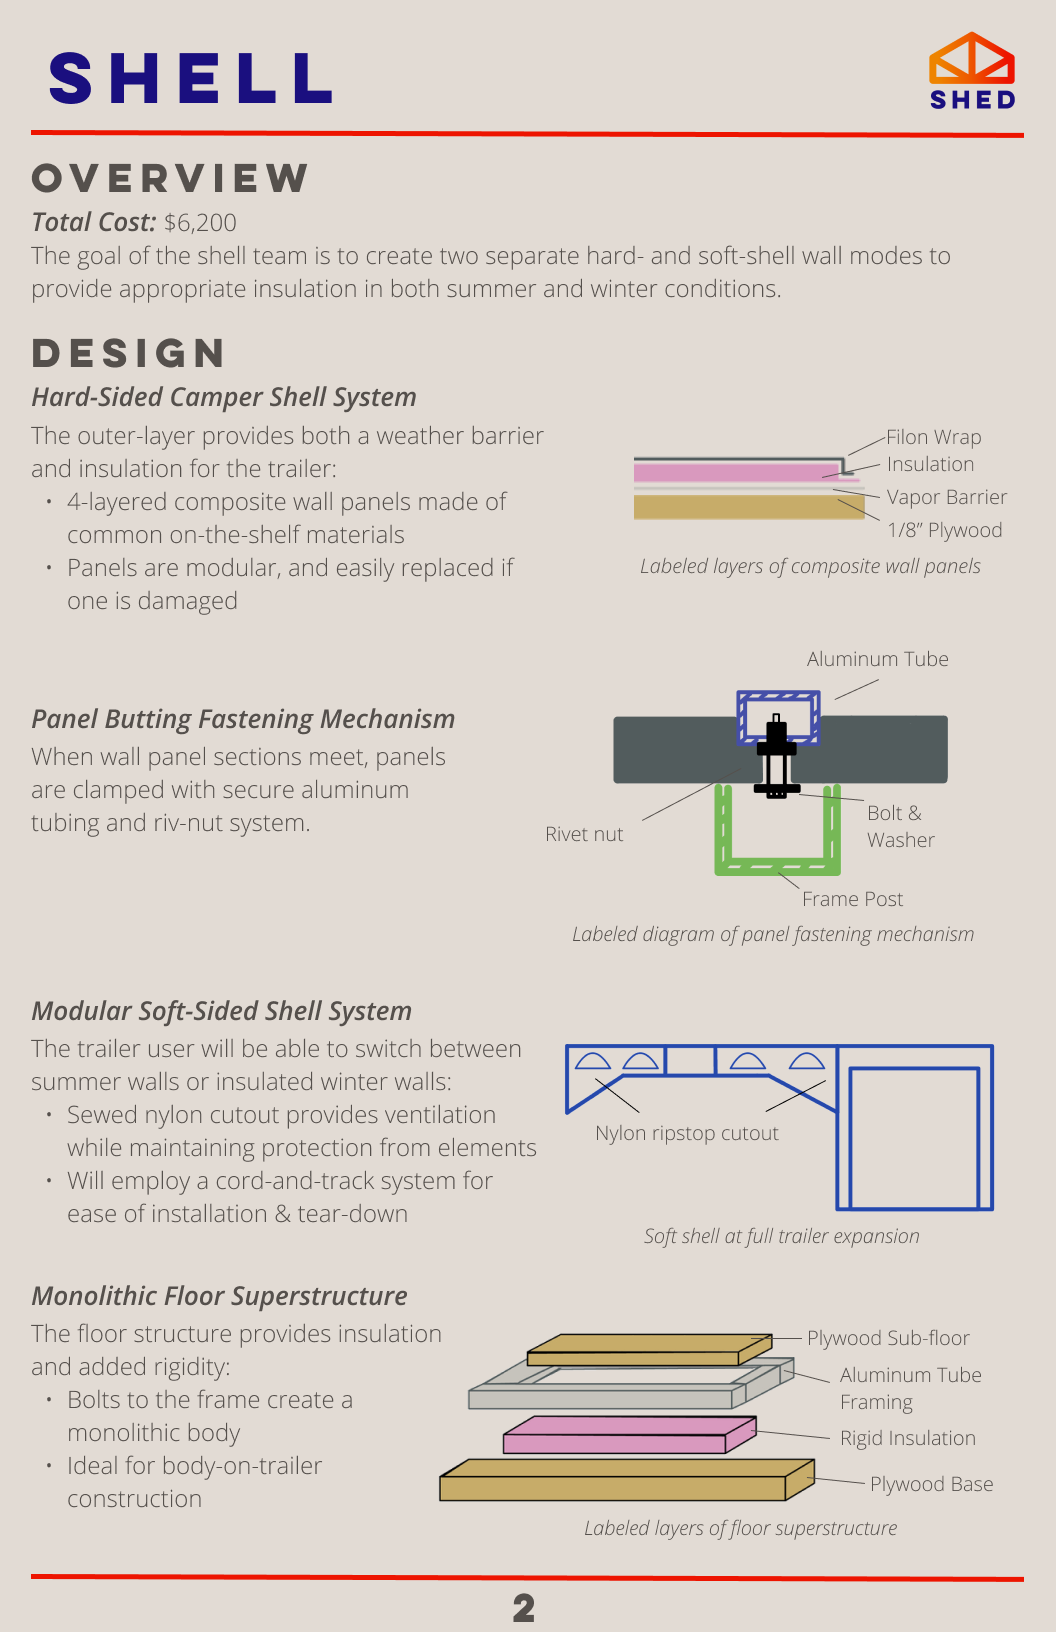 SHELL
SHED
OVERVIEW
Total Cost: $6,200
The goal of the shell team is to create two separate hard- and soft-shell wall modes to
provide appropriate insulation in both summer and winter conditions.
DESIGN
Hard-Sided Camper Shell System
The outer-layer provides both a weather barrier
and insulation for the trailer:
• 4-layered composite wall panels made of
common on-the-shelf materials
• Panels are modular, and easily replaced if
one is damaged
Filon Wrap
Insulation
Vapor Barrier
1/8” Plywood
Labeled layers of composite wall panels
Panel Butting Fastening Mechanism
When wall panel sections meet, panels
are clamped with secure aluminum
tubing and riv-nut system.
Aluminum Tube
Rivet nut
Bolt &
Washer
Frame Post
Labeled diagram of panel fastening mechanism
Modular Soft-Sided Shell System
The trailer user will be able to switch between
summer walls or insulated winter walls:
• Sewed nylon cutout provides ventilation
while maintaining protection from elements
• Will employ a cord-and-track system for
ease of installation & tear-down
Nylon ripstop cutout
Soft shell at full trailer expansion
Monolithic Floor Superstructure
The floor structure provides insulation
and added rigidity:
• Bolts to the frame create a
monolithic body
• Ideal for body-on-trailer
construction
Plywood Sub-floor
Aluminum Tube
Framing
Rigid Insulation
Plywood Base
Labeled layers of floor superstructure
2